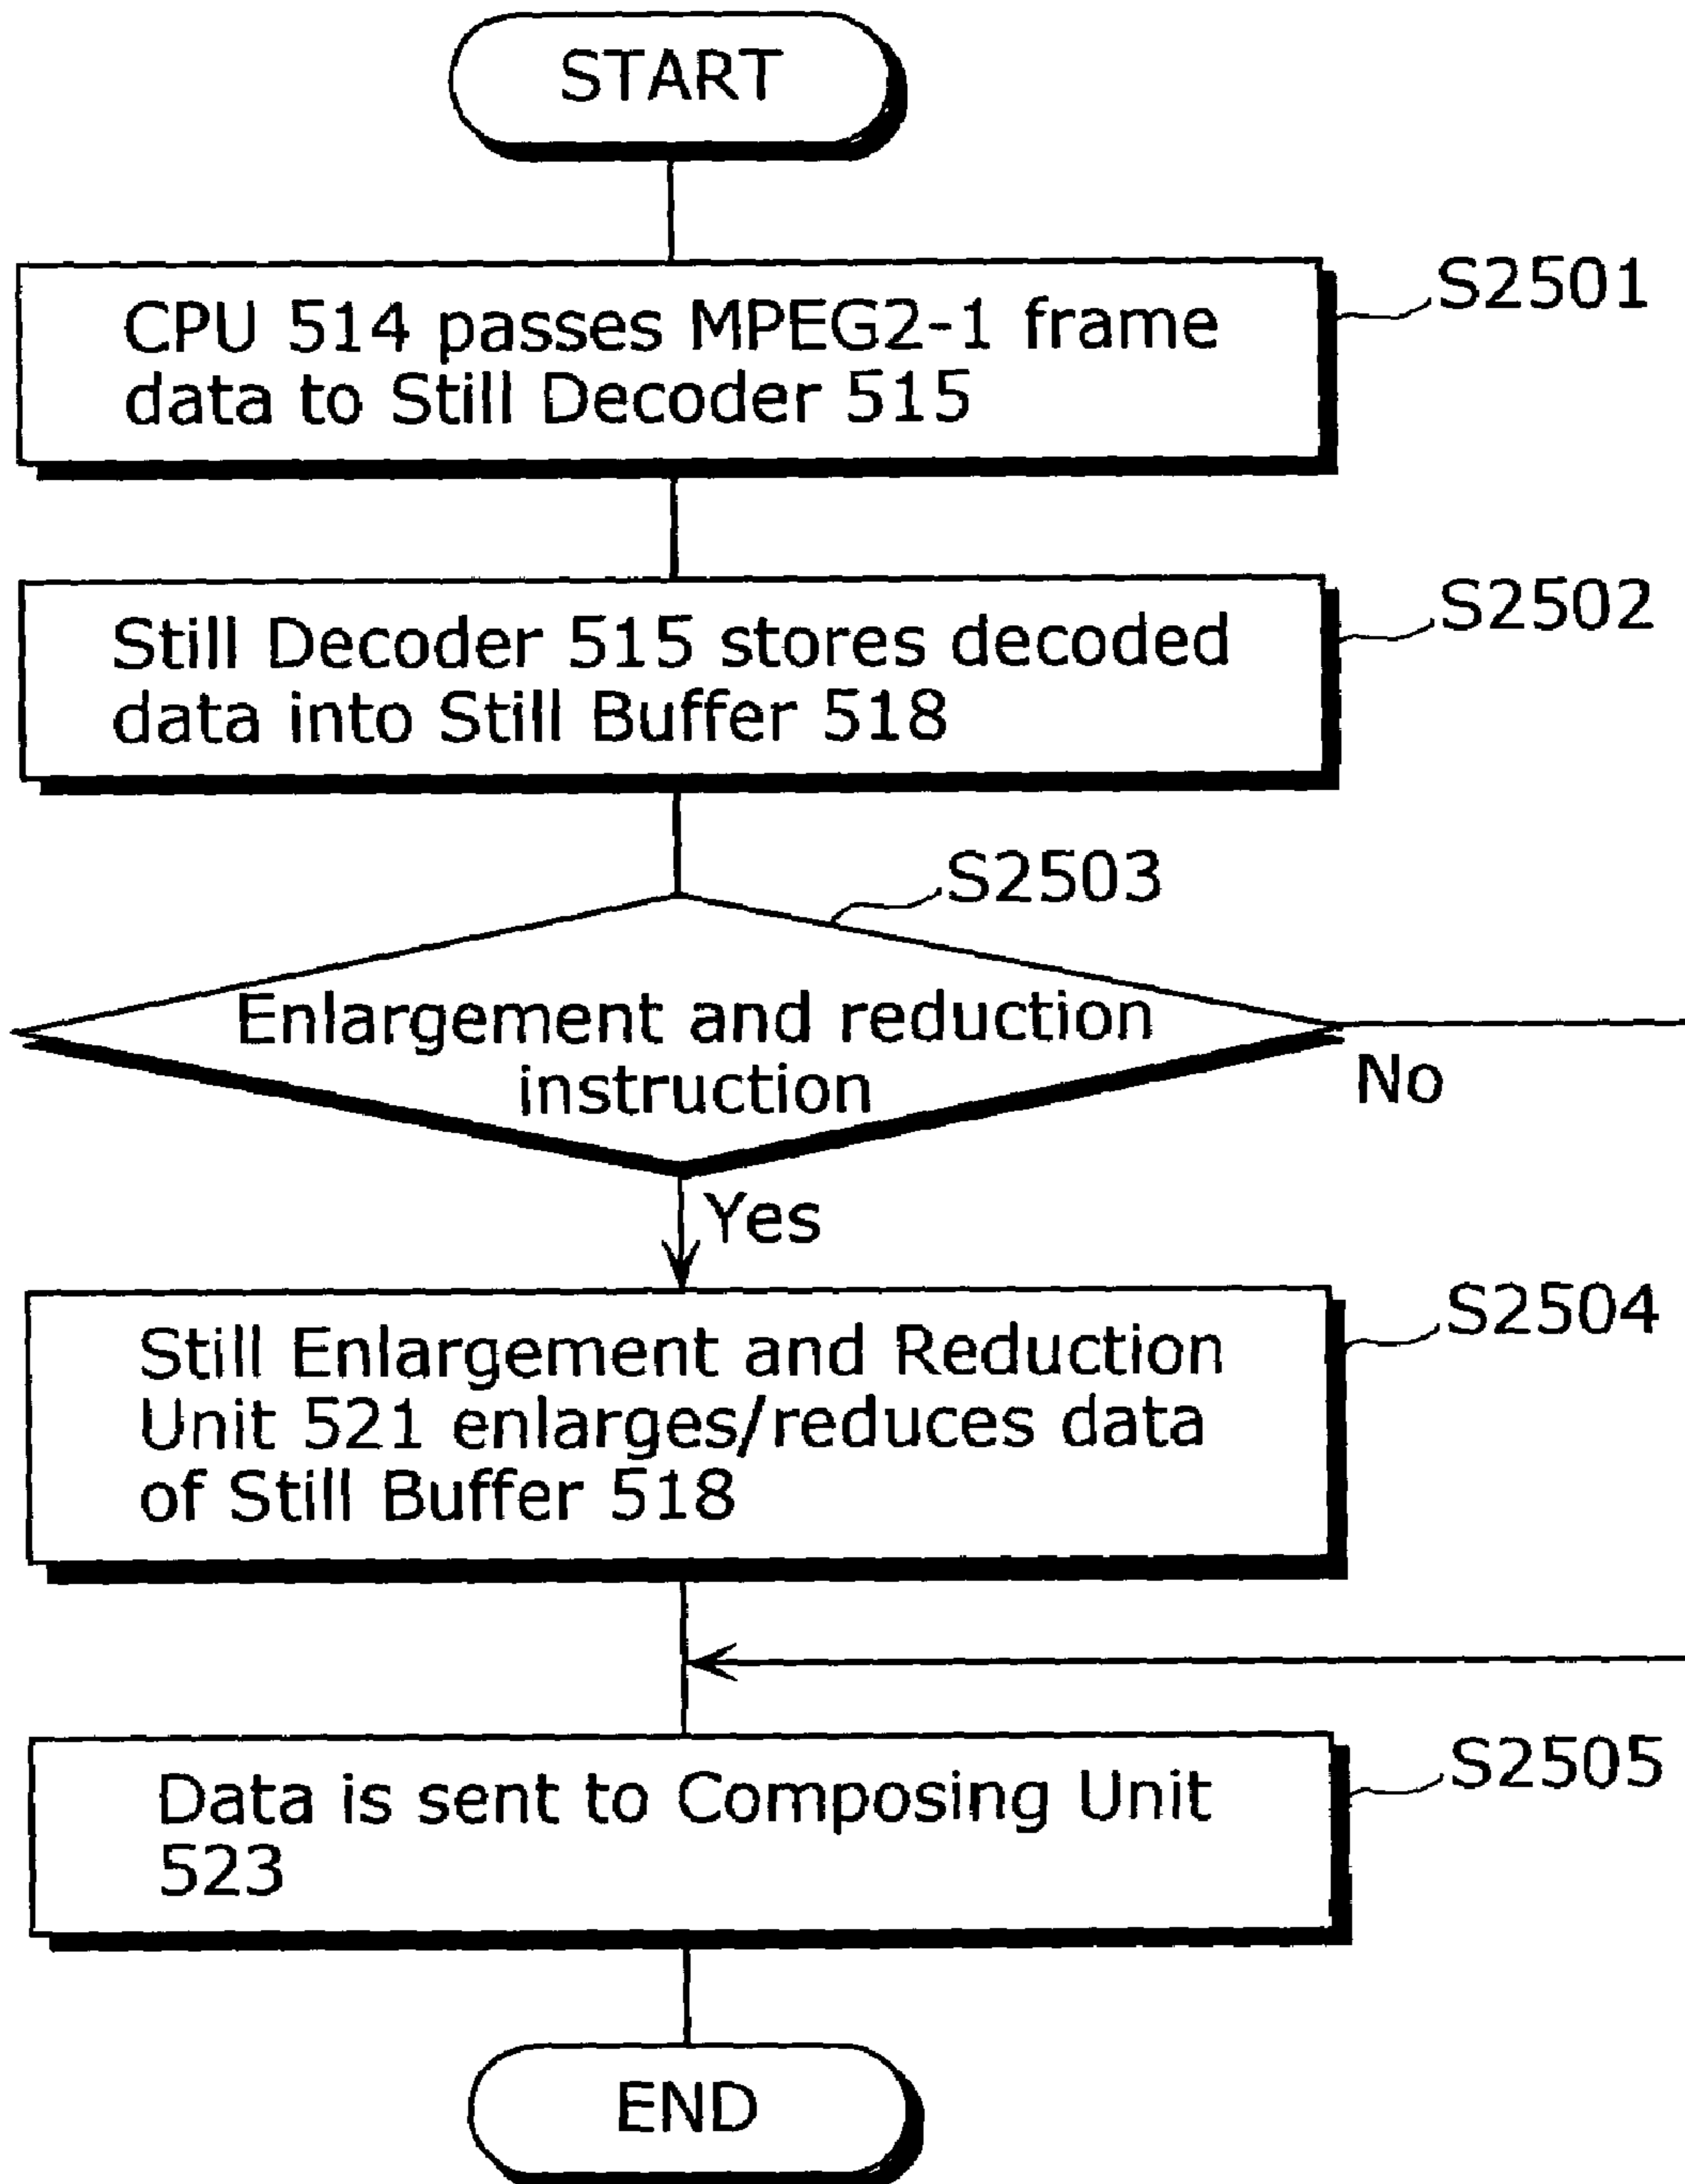 START
S2501
CPU 514 passes MPEG2-1 frame
data to Still Decoder 515
S2502
Still Decoder 515 stores decoded
data into Still Buffer 518
S2503
Enlargement and reduction
instruction
No
Yes
S2504
Still Enlargement and Reduction
Unit 521 enlarges/reduces data
of Still Buffer 518
S2505
Data is sent to Composing Unit
523
END